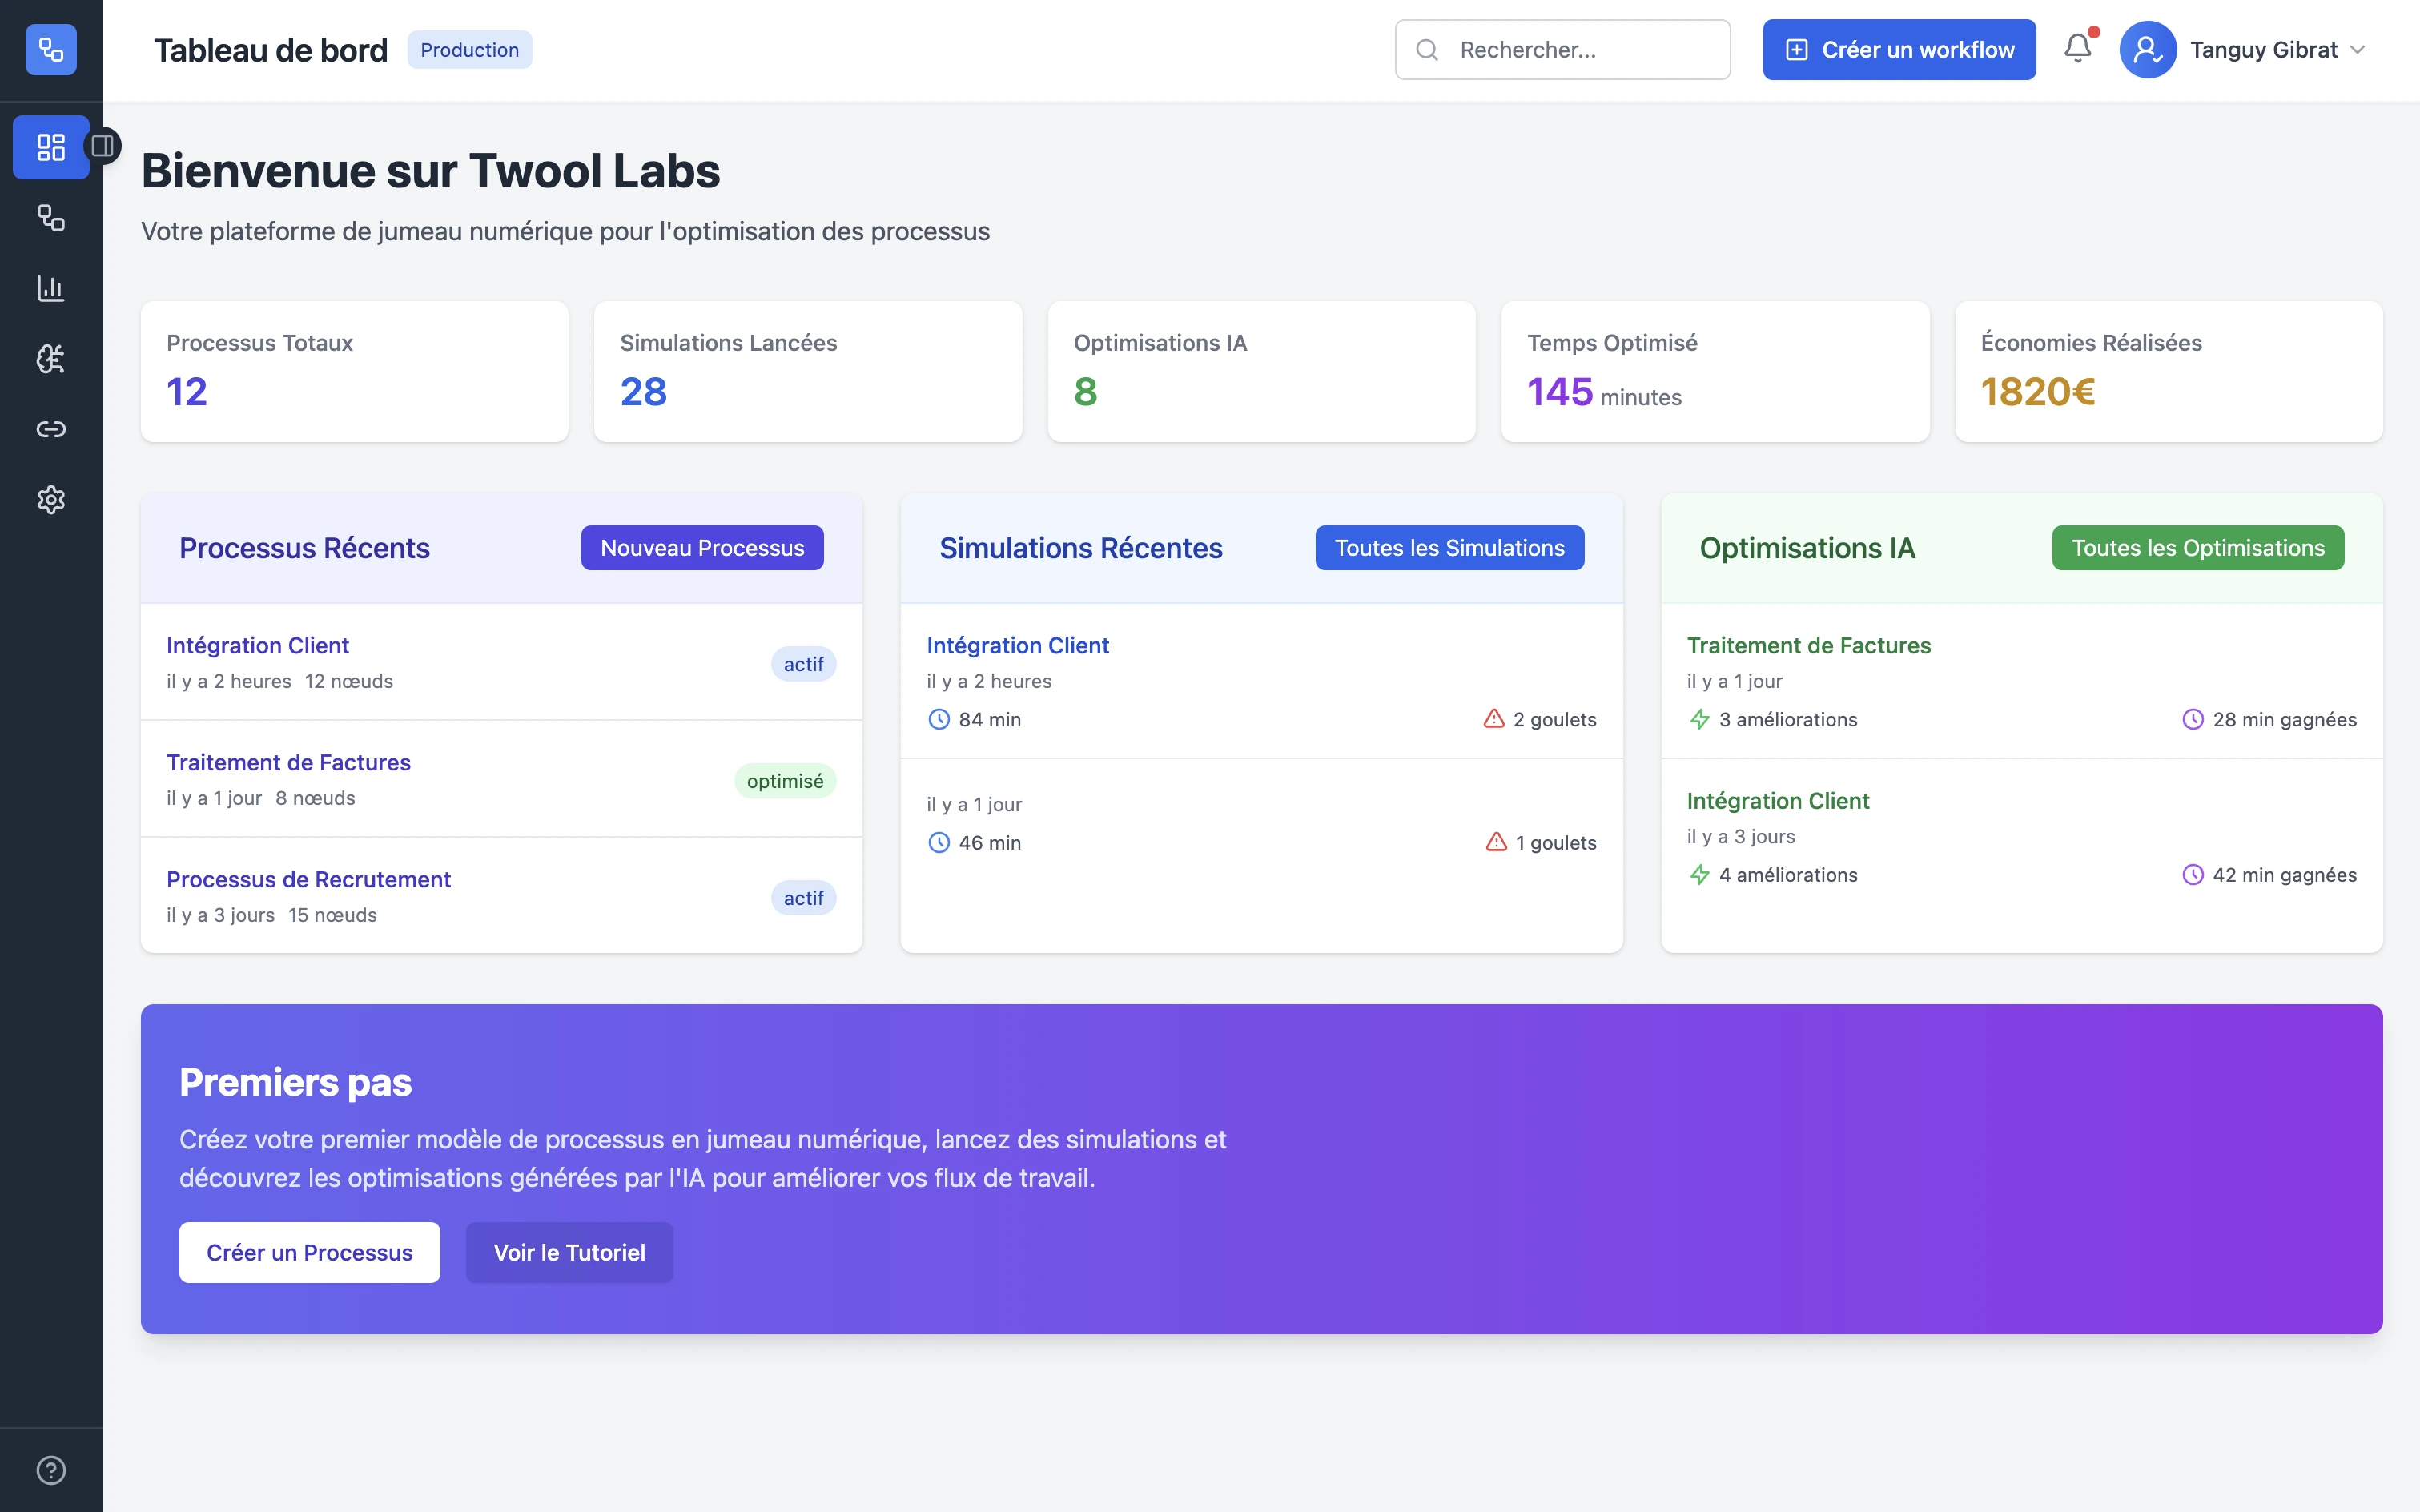 Tableau de bord
Production
Rechercher...
Créer un workflow
Tanguy Gibrat
Bienvenue sur Twool Labs
Votre plateforme de jumeau numérique pour l'optimisation des processus
Processus Totaux
12
Simulations Lancées
28
Optimisations IA
8
Temps Optimisé
145 minutes
Économies Réalisées
1820€
Processus Récents
Nouveau Processus
Intégration Client
il y a 2 heures 12 nœuds
actif
Traitement de Factures
il y a 1 jour 8 nœuds
optimisé
Processus de Recrutement
il y a 3 jours 15 nœuds
actif
Simulations Récentes
Toutes les Simulations
Intégration Client
il y a 2 heures
84 min
2 goulets
il y a 1 jour
46 min
1 goulets
Optimisations IA
Toutes les Optimisations
Traitement de Factures
il y a 1 jour
3 améliorations
28 min gagnées
Intégration Client
il y a 3 jours
4 améliorations
42 min gagnées
Premiers pas
Créez votre premier modèle de processus en jumeau numérique, lancez des simulations et
découvrez les optimisations générées par l'IA pour améliorer vos flux de travail.
Créer un Processus
Voir le Tutoriel